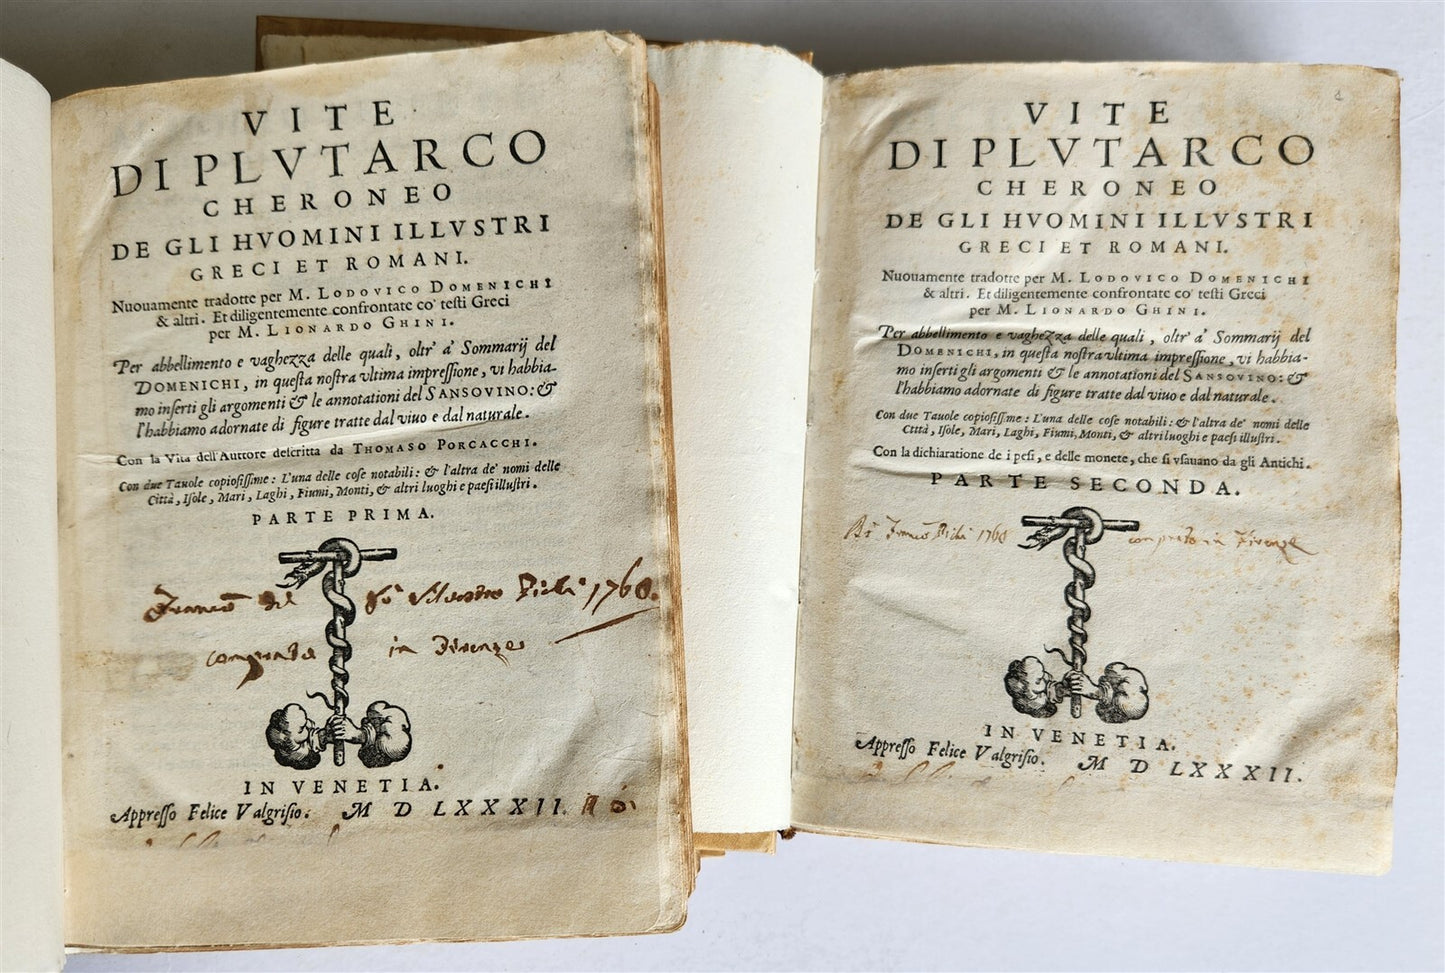 VITE
DI PLVTARCO
CHERONEO
DE GLI HVOMINI ILLVSTRI
GRECI ET ROMANI.
Nuouamente tradotte per M. LODOVICO DOMENICHI
& altri. Et diligentemente confrontate co' testi Greci
per M. LIONARDO GHINI.
Per abbellimento e vaghezza delle quali, oltr' a' Sommarij del
DOMENICHI, in questa nostra vltima impressione, vi habbia-
mo inserti gli argomenti & le annotationi del SANSOVINO: &
l'habbiamo adornate di figure tratte dal viuo e dal naturale.
Con la Vita dell'Auttore descritta da THOMASO PORCACCHI.
Con due Tauole copiosissime: L'una delle cose notabili: & l'altra de' nomi delle
Città, Isole, Mari, Laghi, Fiumi, Monti, & altri luoghi e paesi illustri.
PARTE PRIMA.
Franco del 1760.
comprato in Firenze
IN VENETIA.
Appresso Felice Valgrisio. M D LXXXII.
VITE
DI PLVTARCO
CHERONEO
DE GLI HVOMINI ILLVSTRI
GRECI ET ROMANI.
Nuouamente tradotte per M. LODOVICO DOMENICHI
& altri. Et diligentemente confrontate co' testi Greci
per M. LIONARDO GHINI.
Per abbellimento e vaghezza delle quali, oltr' a' Sommarij del
DOMENICHI, in questa nostra vltima impressione, vi habbia-
mo inserti gli argomenti & le annotationi del SANSOVINO: &
l'habbiamo adornate di figure tratte dal viuo e dal naturale.
Con due Tauole copiosissime: L'una delle cose notabili: & l'altra de' nomi delle
Città, Isole, Mari, Laghi, Fiumi, Monti, & altri luoghi e paesi illustri.
Con la dichiaratione de i pesi, e delle monete, che si vsauano da gli Antichi.
PARTE SECONDA.
Franco 1760 comprato in Firenze
IN VENETIA.
Appresso Felice Valgrisio. M D LXXXII.